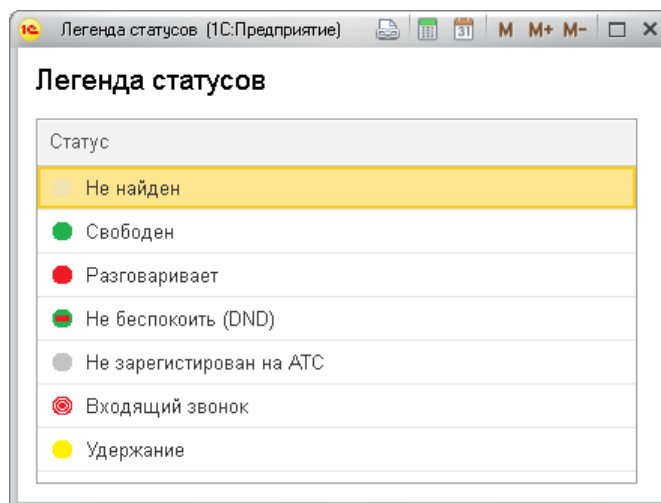 1С Легенда статусов (1С:Предприятие) 31 M M+ M-
Легенда статусов
Статус
Не найден
Свободен
Разговаривает
Не беспокоить (DND)
Не зарегистирован на АТС
Входящий звонок
Удержание